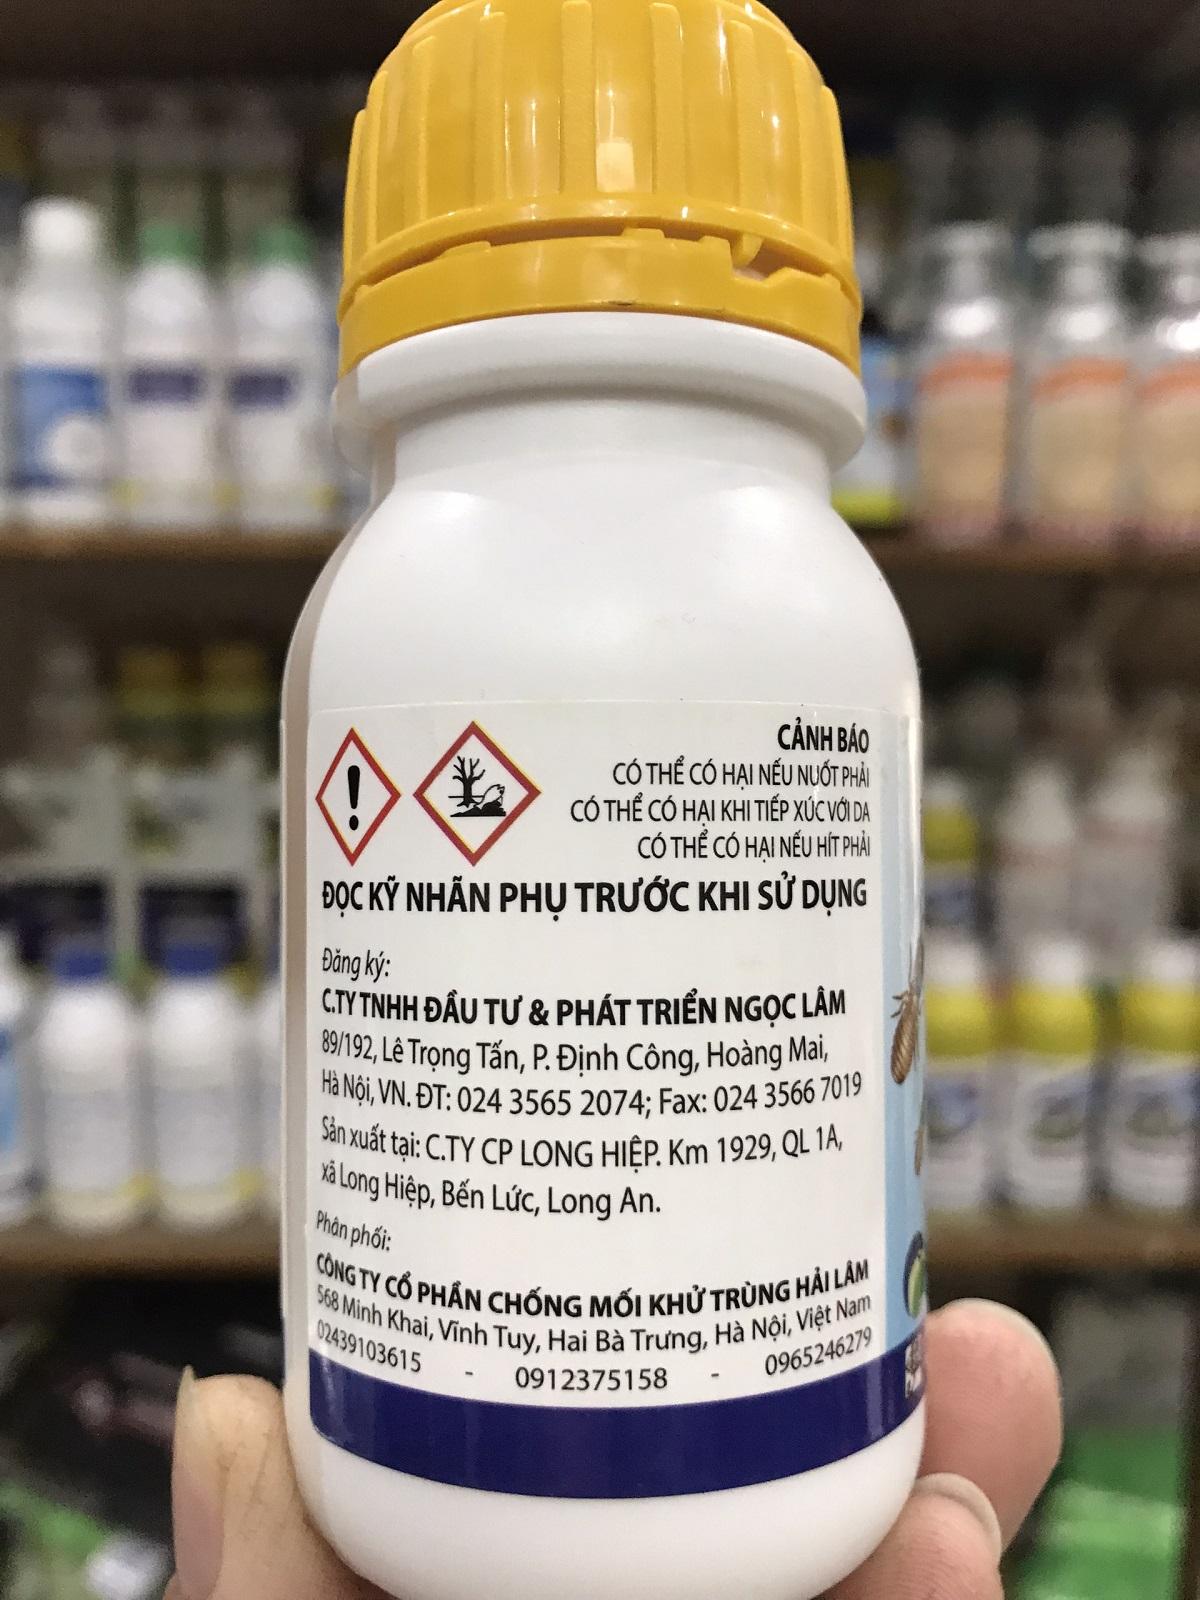 CẢNH BÁO
CÓ THỂ CÓ HẠI NẾU NUỐT PHẢI
CÓ THỂ CÓ HẠI KHI TIẾP XÚC VỚI DA
CÓ THỂ CÓ HẠI NẾU HÍT PHẢI
ĐỌC KỸ NHÃN PHỤ TRƯỚC KHI SỬ DỤNG
Đăng ký:
C.TY TNHH ĐẦU TƯ & PHÁT TRIỂN NGỌC LÂM
89/192, Lê Trọng Tấn, P. Định Công, Hoàng Mai,
Hà Nội, VN. ĐT: 024 3565 2074; Fax: 024 3566 7019
Sản xuất tại: C.TY CP LONG HIỆP. Km 1929, QL 1A,
xã Long Hiệp, Bến Lức, Long An.
Phân phối:
CÔNG TY CỔ PHẦN CHỐNG MỐI KHỬ TRÙNG HẢI LÂM
568 Minh Khai, Vĩnh Tuy, Hai Bà Trưng, Hà Nội, Việt Nam
02439103615 - 0912375158 - 0965246279